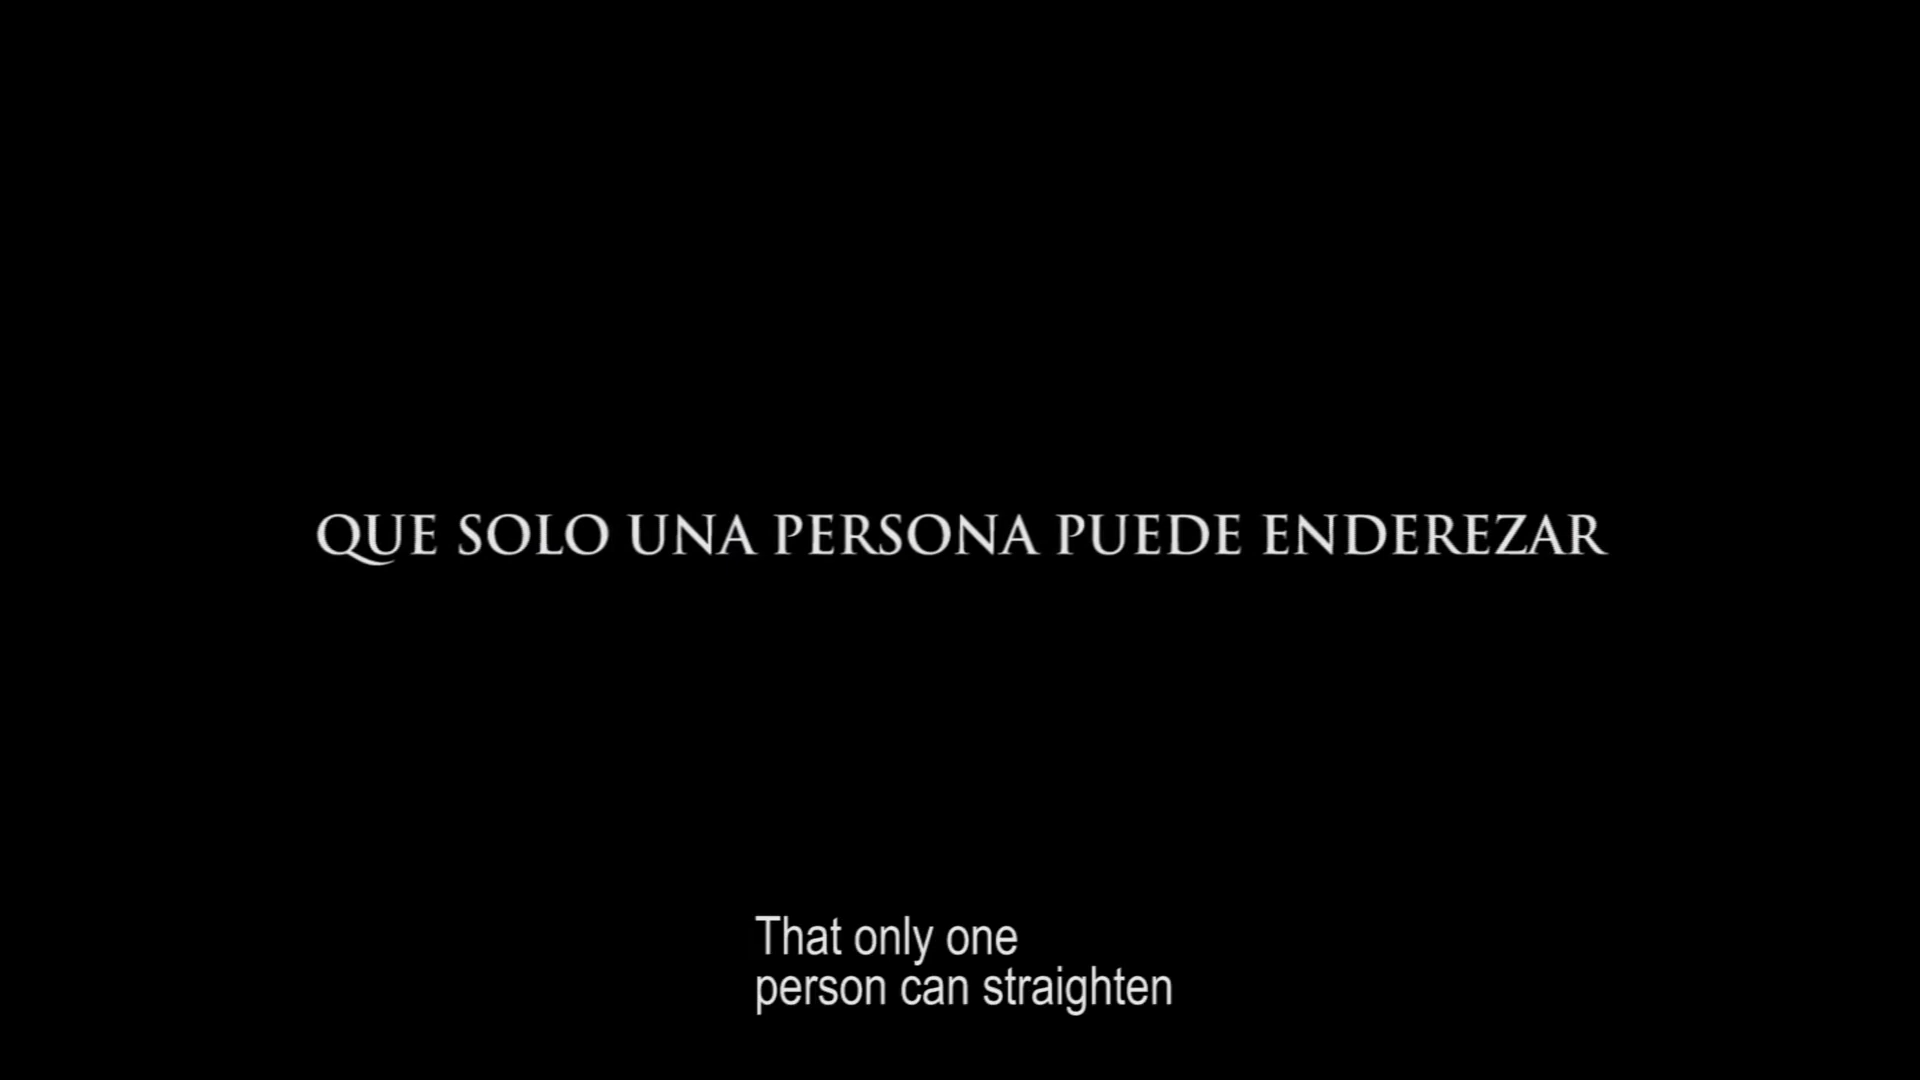 QUE SOLO UNA PERSONA PUEDE ENDEREZAR
That only one
person can straighten